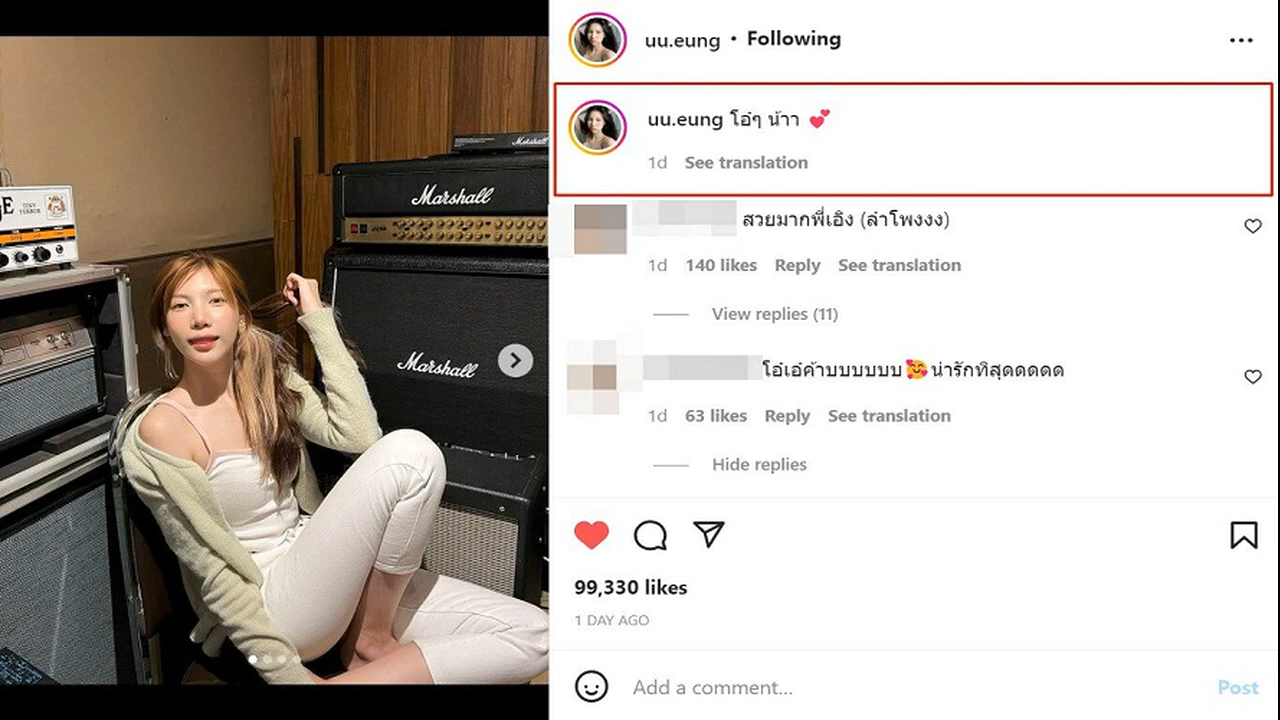 uu.eung • Following
uu.eung โอ๋ๆ น้าา 💕
1d See translation
สวยมากพี่เอิง (ลำโพงงง)
1d 140 likes Reply See translation
View replies (11)
โอ๋เอ๋ค้าบบบบบบ🥰น่ารักทิสุดดดดด
1d 63 likes Reply See translation
Hide replies
99,330 likes
1 DAY AGO
Add a comment... Post
Marshall
Marshall
Marshall
TINY
TERROR